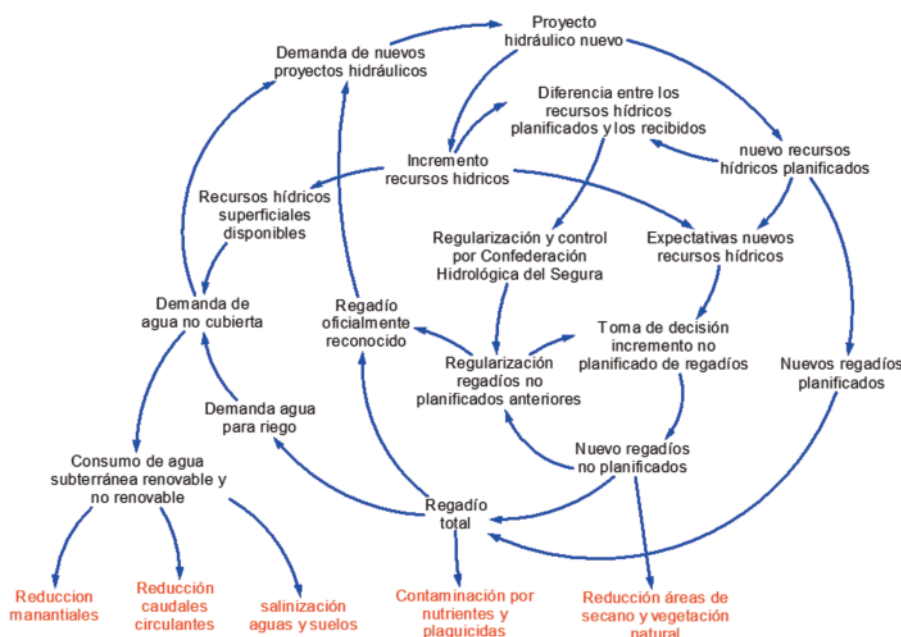 Proyecto
hidráulico nuevo
Demanda de nuevos
proyectos hidráulicos
Diferencia entre los
recursos hídricos
planificados y los recibidos
nuevo recursos
hídricos planificados
Incremento
recursos hidricos
Recursos hídricos
superficiales
disponibles
Regularización y control
por Confederación
Hidrológica del Segura
Expectativas nuevos
recursos hídricos
Demanda de
agua no cubierta
Regadío
oficialmente
reconocido
Toma de decisión
incremento no
planificado de regadíos
Regularización
regadíos no
planificados anteriores
Nuevos regadíos
planificados
Demanda agua
para riego
Consumo de agua
subterránea renovable y
no renovable
Nuevo regadíos
no planificados
Regadío
total
Reduccion
manantiales
Reducción
caudales
circulantes
salinización
aguas y suelos
Contaminación por
nutrientes y
plaguicidas
Reducción áreas de
secano y vegetación
natural